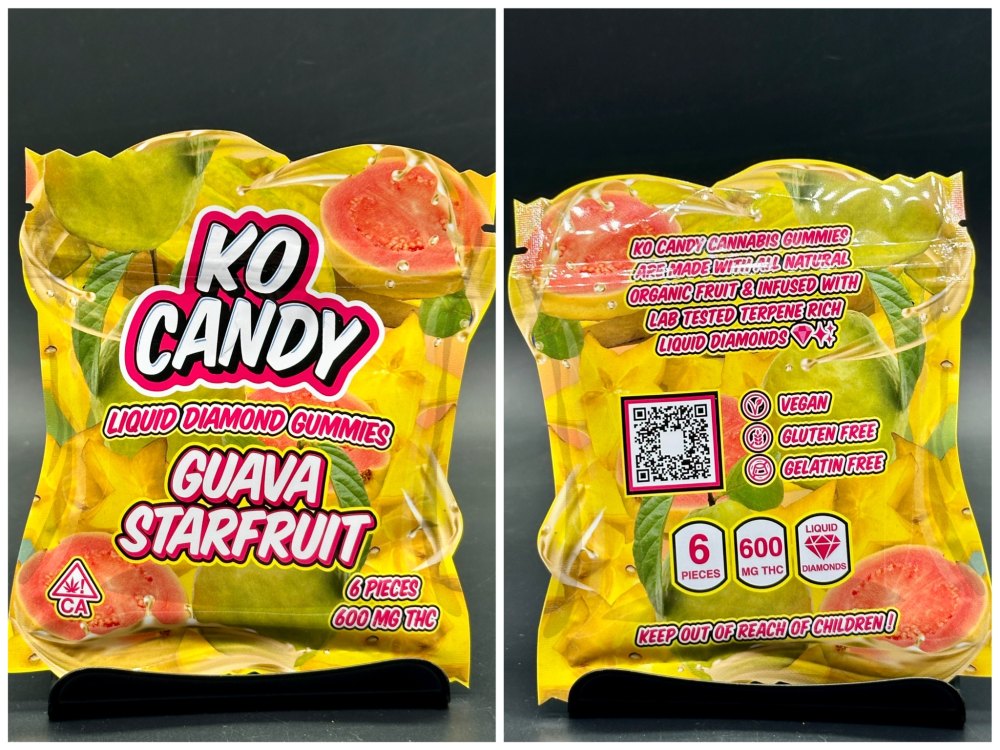 KO
CANDY
LIQUID DIAMOND GUMMIES
GUAVA
STARFRUIT
6 PIECES
600 MG THC
CA
KO CANDY CANNABIS GUMMIES
ARE MADE WITH ALL NATURAL
ORGANIC FRUIT & INFUSED WITH
LAB TESTED TERPENE RICH
LIQUID DIAMONDS
VEGAN
GLUTEN FREE
GELATIN FREE
6
PIECES
600
MG THC
LIQUID
DIAMONDS
KEEP OUT OF REACH OF CHILDREN!